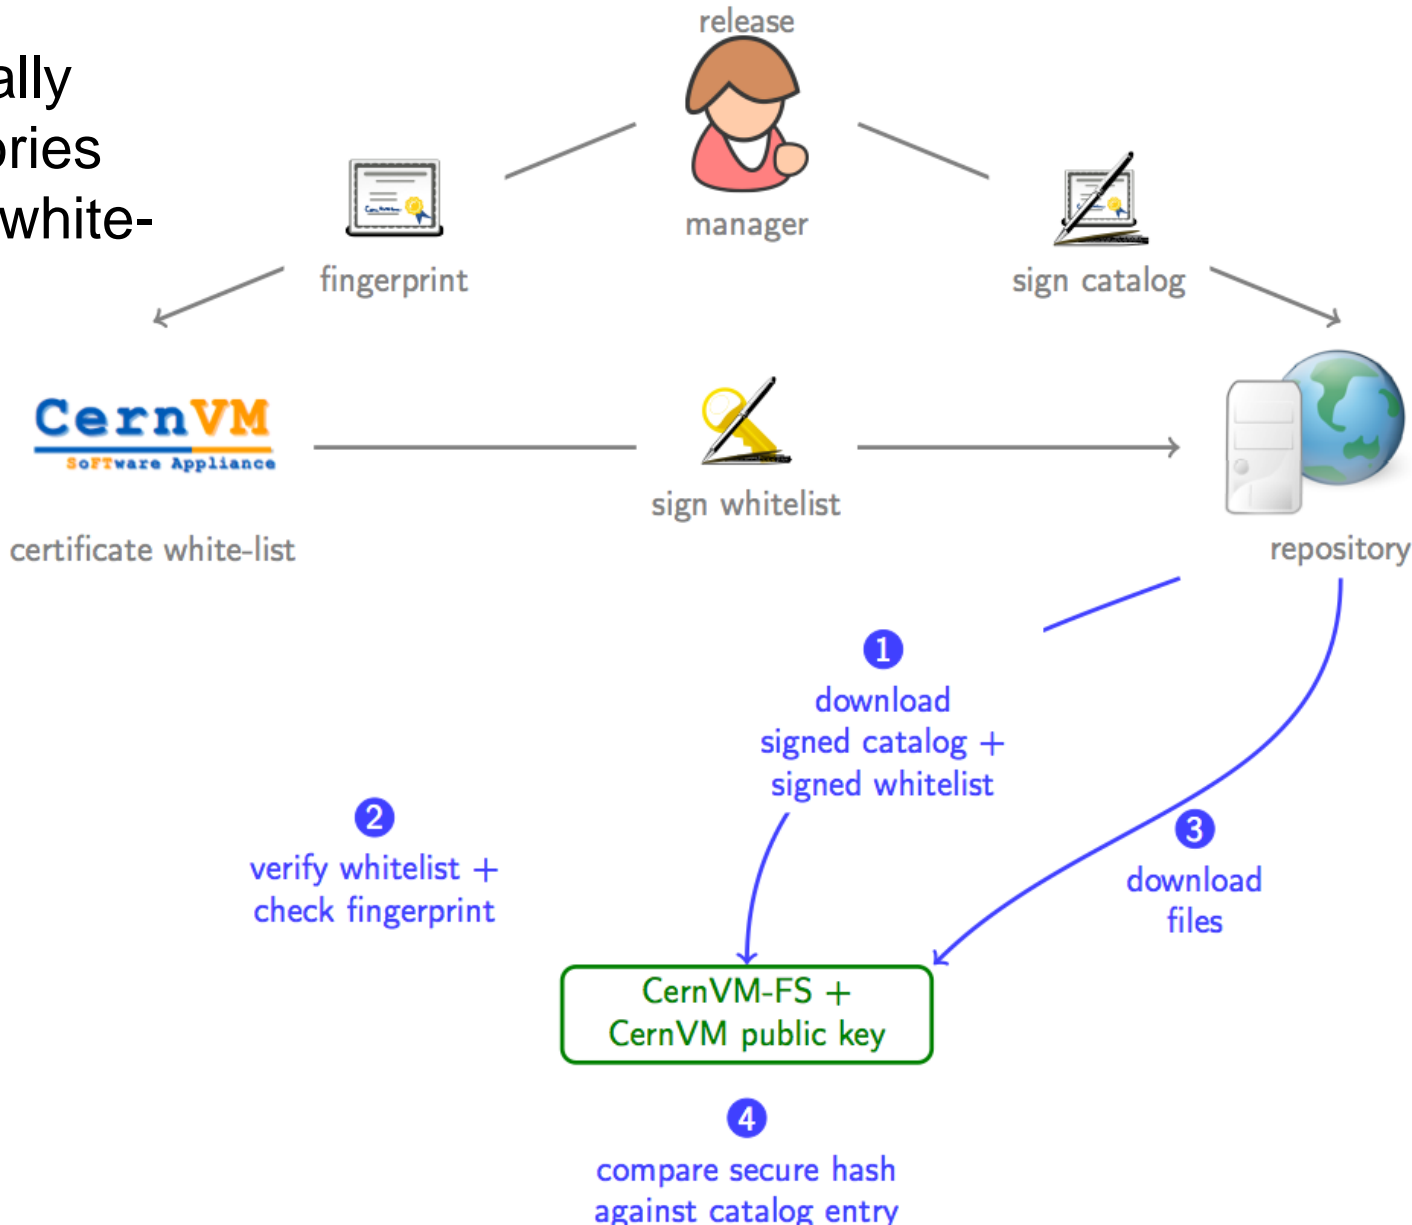 ally
ories
white-
release
manager
fingerprint
sign catalog
CernVM
SoFTware Appliance
sign whitelist
certificate white-list
repository
1
download
signed catalog +
signed whitelist
2
verify whitelist +
check fingerprint
3
download
files
CernVM-FS +
CernVM public key
4
compare secure hash
against catalog entry